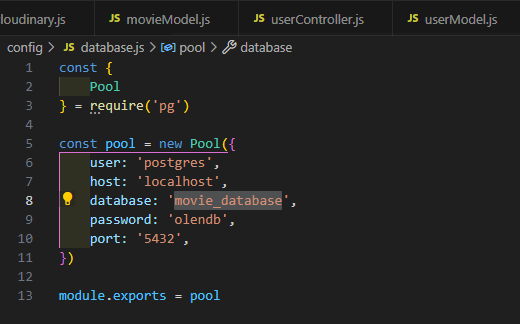 loudinary.js JS movieModel.js JS userController.js JS userModel.js
config > JS database.js > pool > database
1 const {
2     Pool
3 } = require('pg')
4
5 const pool = new Pool({
6     user: 'postgres',
7     host: 'localhost',
8     database: 'movie_database',
9     password: 'olendb',
10     port: '5432',
11 })
12
13 module.exports = pool